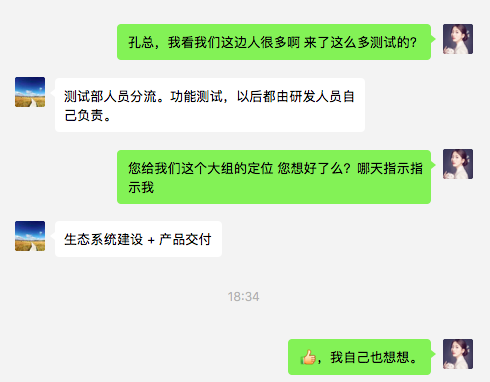 孔总，我看我们这边人很多啊 来了这么多测试的？
测试部人员分流。功能测试，以后都由研发人员自
己负责。
您给我们这个大组的定位 您想好了么？哪天指示指
示我
生态系统建设 + 产品交付
18:34
👍，我自己也想想。